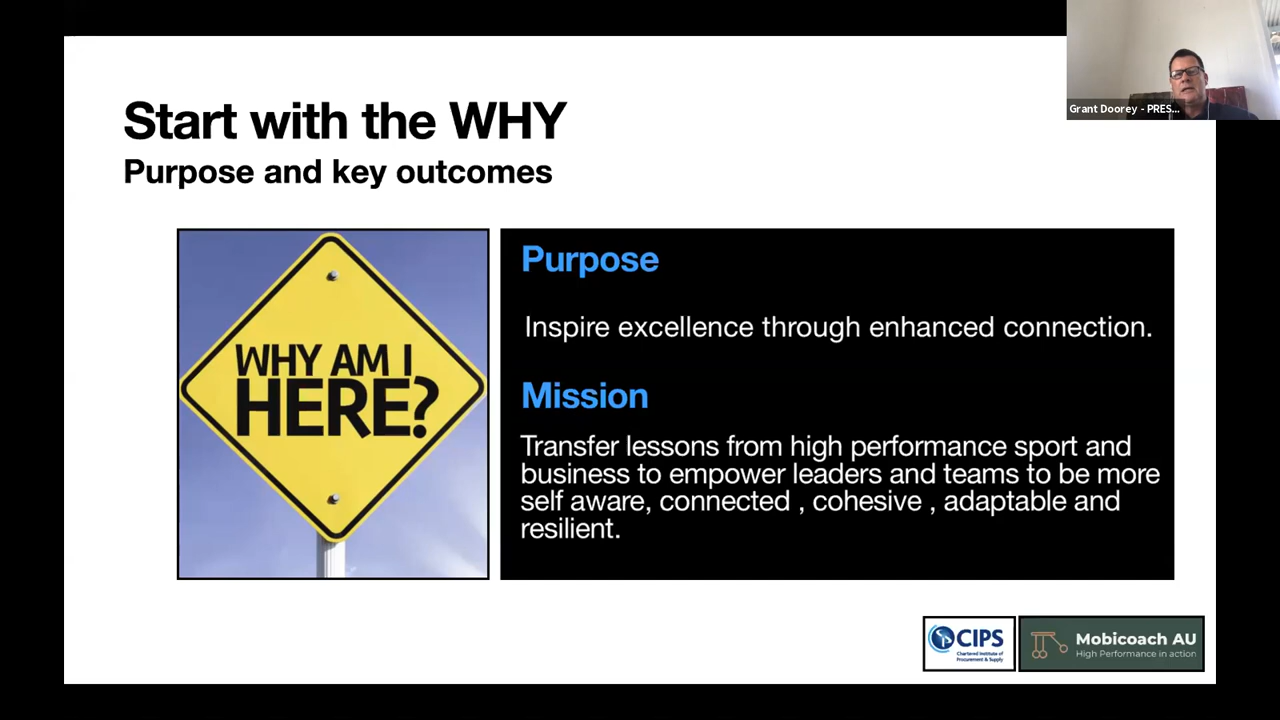 Start with the WHY
Purpose and key outcomes
WHY AM I
HERE?
Purpose
Inspire excellence through enhanced connection.
Mission
Transfer lessons from high performance sport and
business to empower leaders and teams to be more
self aware, connected , cohesive , adaptable and
resilient.
Grant Doorey - PRES...
CIPS
Chartered Institute of
Procurement & Supply
Mobicoach AU
High Performance in action